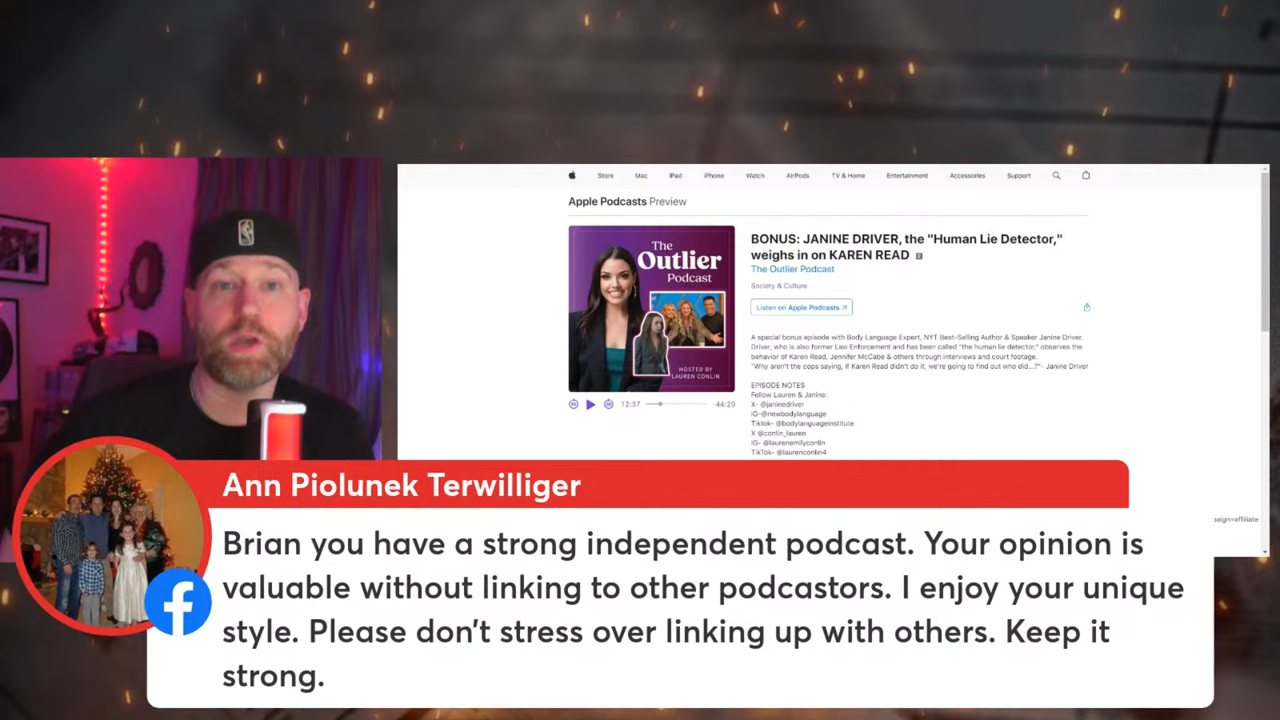 Store Mac iPad iPhone Watch AirPods TV & Home Entertainment Accessories Support
Apple Podcasts Preview
The
Outlier
Podcast
HOSTED BY
LAUREN CONLIN
12:37
-44:29
BONUS: JANINE DRIVER, the "Human Lie Detector,"
weighs in on KAREN READ
The Outlier Podcast
Society & Culture
Listen on Apple Podcasts ↗
A special bonus episode with Body Language Expert, NYT Best-Selling Author & Speaker Janine Driver.
Driver, who is also former Law Enforcement and has been called "the human lie detector," observes the
behavior of Karen Read, Jennifer McCabe & others through interviews and court footage.
"Why aren't the cops saying, if Karen Read didn't do it, we're going to find out who did...?"- Janine Driver
EPISODE NOTES
Follow Lauren & Janine:
X- @janinedriver
IG-@newbodylanguage
Tiktok- @bodylanguageinstitute
X @conlin_lauren
IG- @laurenemilyconlin
TikTok- @laurenconlin4
paign=affiliate
Ann Piolunek Terwilliger
Brian you have a strong independent podcast. Your opinion is
valuable without linking to other podcastors. I enjoy your unique
style. Please don't stress over linking up with others. Keep it
strong.